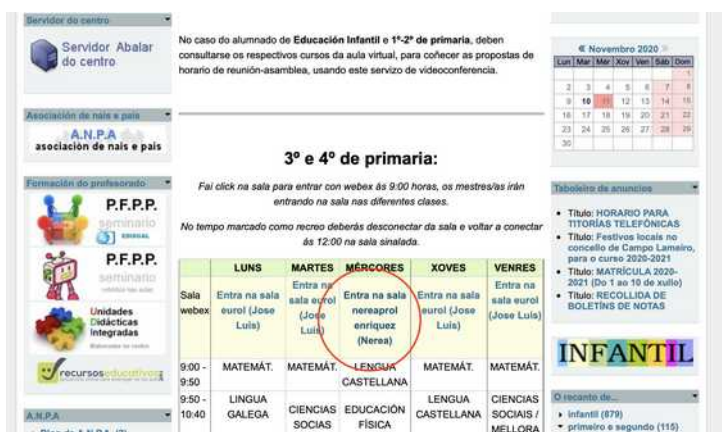 Servidor do centro
Servidor Abalar
do centro
Asociación de nais e pais
A.N.P.A
asociación de nais e pais
Formación do profesorado
P.F.P.P.
seminario
EDIXGAL
P.F.P.P.
seminario
Unidades
Didácticas
Integradas
recursoseducativos
A.N.P.A
No caso do alumnado de Educación Infantil e 1º-2º de primaria, deben
consultarse os respectivos cursos da aula virtual, para coñecer as propostas de
horario de reunión-asamblea, usando este servizo de videoconferencia.
3º e 4º de primaria:
Fai click na sala para entrar con webex ás 9:00 horas, os mestres/as irán
entrando na sala nas diferentes clases.
No tempo marcado como recreo deberás desconectar da sala e voltar a conectar
ás 12:00 na sala sinalada.
LUNS MARTES MÉRCORES XOVES VENRES
Sala
webex
Entra na sala
eurol (Jose
Luis)
Entra na
sala eurol
(Jose
Luis)
Entra na sala
nereaprol
enriquez
(Nerea)
Entra na sala
eurol (Jose
Luis)
Entra na
sala eurol
(Jose Luis)
9:00 -
9:50
MATEMÁT.
MATEMÁT.
LENGUA
CASTELLANA
MATEMÁT.
MATEMÁT.
9:50 -
10:40
LINGUA
GALEGA
CIENCIAS
SOCIAS
EDUCACIÓN
FÍSICA
LENGUA
CASTELLANA
CIENCIAS
SOCIAIS /
MELLORA
« Novembro 2020
Lun Mar Mér Xov Ven Sáb Dom
1
2 3 4 5 6 7 8
9 10 11 12 13 14 15
16 17 18 19 20 21 22
23 24 25 26 27 28 29
30
Taboleiro de anuncios
Título: HORARIO PARA
TITORÍAS TELEFÓNICAS
Título: Festivos locais no
concello de Campo Lameiro,
para o curso 2020-2021
Título: MATRÍCULA 2020-
2021 (Do 1 ao 10 de xullo)
Título: RECOLLIDA DE
BOLETÍNS DE NOTAS
INFANTIL
O recanto de...
infantil (879)
primeiro e segundo (115)